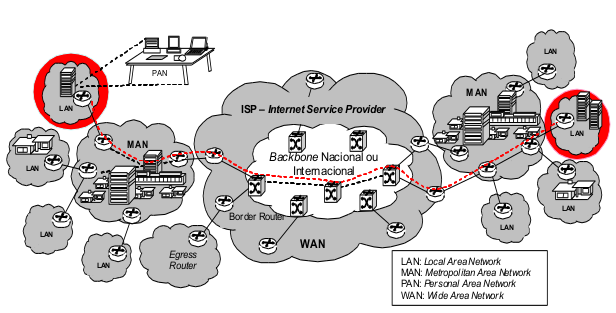 PAN
LAN
LAN
MAN
LAN
ISP – Internet Service Provider
MAN
LAN
Backbone Nacional ou
Internacional
LAN
LAN
LAN
LAN
LAN
Border Router
Egress
Router
WAN
LAN: Local Area Network
MAN: Metropolitan Area Network
PAN: Personal Area Network
WAN: Wide Area Network